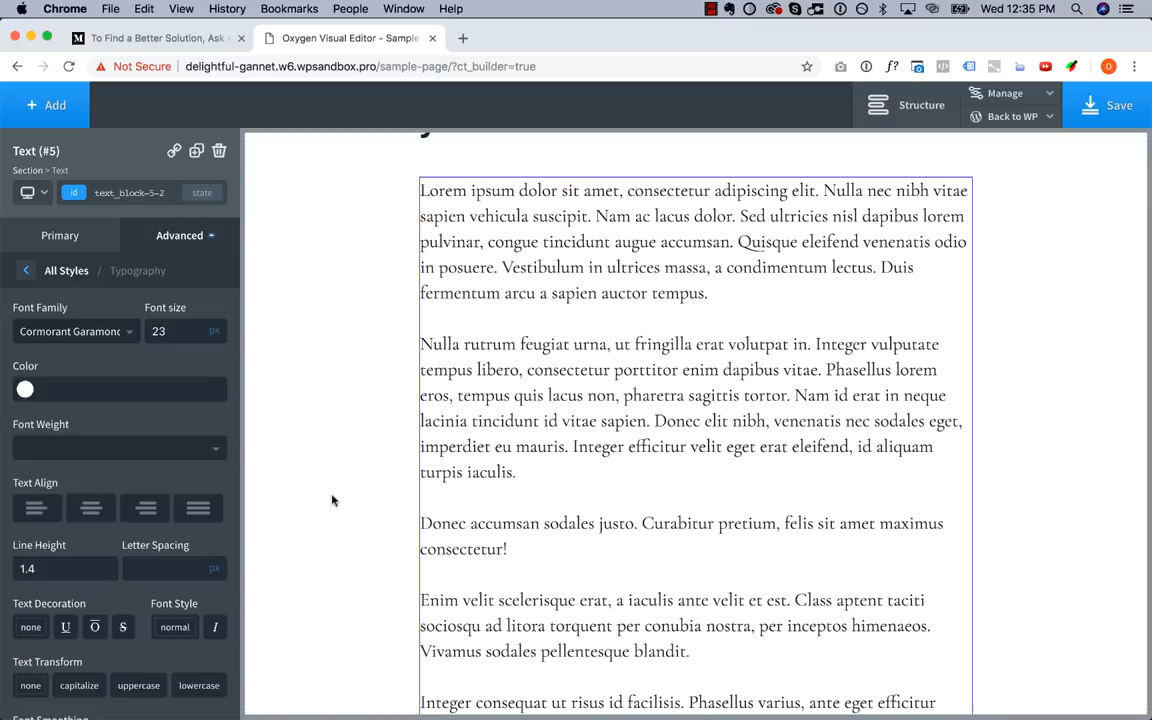 Chrome File Edit View History Bookmarks People Window Help Wed 12:35 PM
To Find a Better Solution, Ask
Oxygen Visual Editor - Sample
Not Secure delightful-gannet.w6.wpsandbox.pro/sample-page/?ct_builder=true
+ Add
Structure
Manage
Back to WP
Save
Text (#5)
Section > Text
id text_block-5-2 state
Primary Advanced
All Styles / Typography
Font Family Font size
Cormorant Garamond 23 px
Color
Font Weight
Text Align
Line Height Letter Spacing
1.4 px
Text Decoration Font Style
none U O S normal I
Text Transform
none capitalize uppercase lowercase
Font Smoothing
Lorem ipsum dolor sit amet, consectetur adipiscing elit. Nulla nec nibh vitae
sapien vehicula suscipit. Nam ac lacus dolor. Sed ultricies nisl dapibus lorem
pulvinar, congue tincidunt augue accumsan. Quisque eleifend venenatis odio
in posuere. Vestibulum in ultrices massa, a condimentum lectus. Duis
fermentum arcu a sapien auctor tempus.
Nulla rutrum feugiat urna, ut fringilla erat volutpat in. Integer vulputate
tempus libero, consectetur porttitor enim dapibus vitae. Phasellus lorem
eros, tempus quis lacus non, pharetra sagittis tortor. Nam id erat in neque
lacinia tincidunt id vitae sapien. Donec elit nibh, venenatis nec sodales eget,
imperdiet eu mauris. Integer efficitur velit eget erat eleifend, id aliquam
turpis iaculis.
Donec accumsan sodales justo. Curabitur pretium, felis sit amet maximus
consectetur!
Enim velit scelerisque erat, a iaculis ante velit et est. Class aptent taciti
sociosqu ad litora torquent per conubia nostra, per inceptos himenaeos.
Vivamus sodales pellentesque blandit.
Integer consequat ut risus id facilisis. Phasellus varius, ante eget efficitur